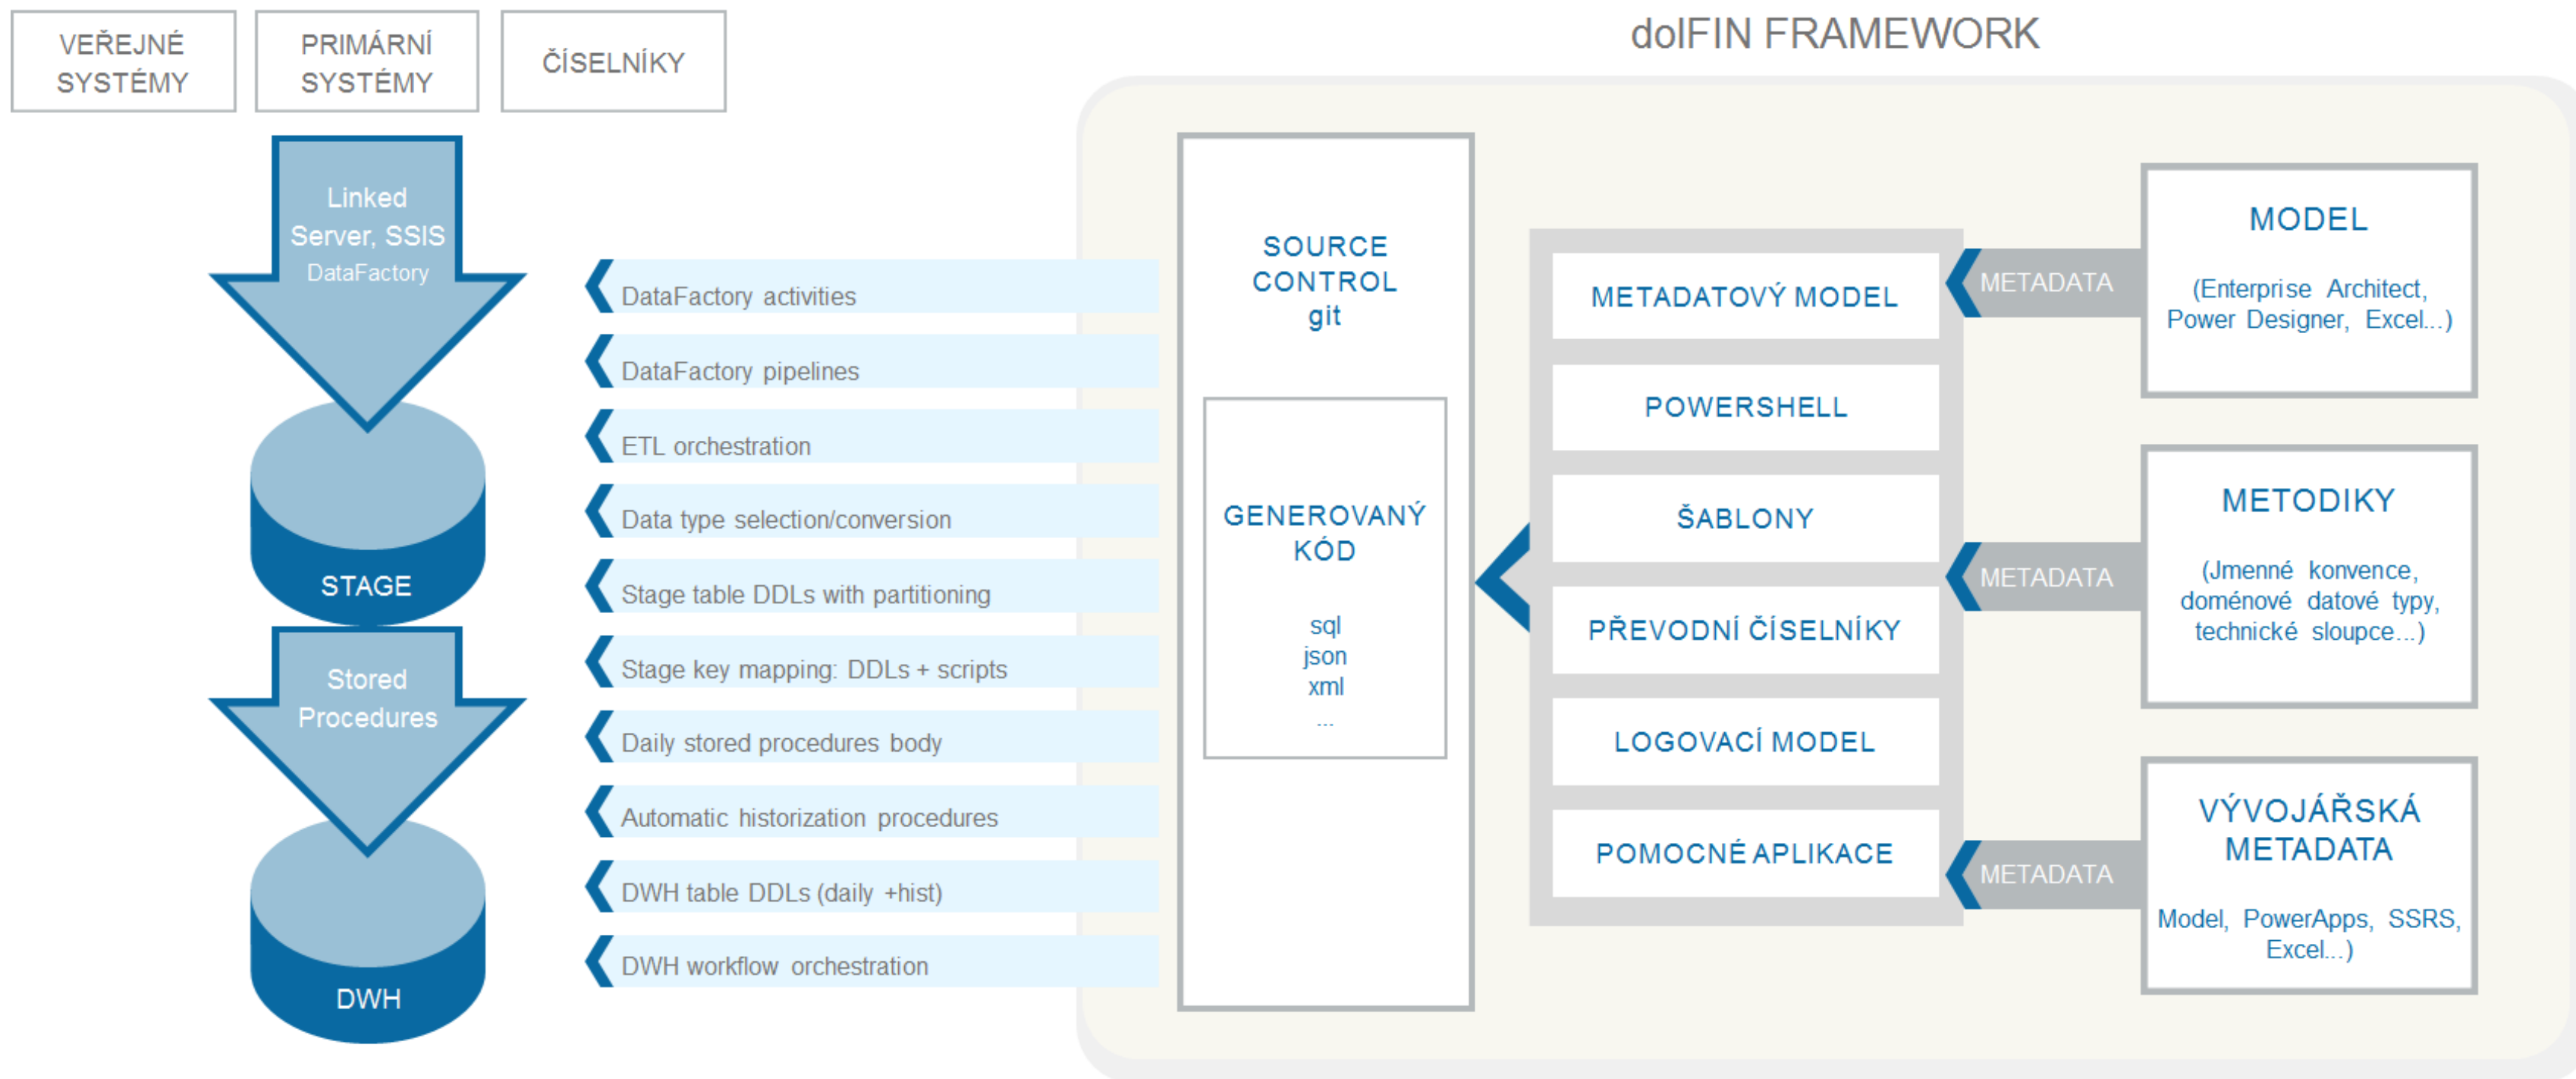 VEŘEJNÉ
SYSTÉMY
PRIMÁRNÍ
SYSTÉMY
ČÍSELNÍKY
Linked
Server, SSIS
DataFactory
STAGE
Stored
Procedures
DWH
DataFactory activities
DataFactory pipelines
ETL orchestration
Data type selection/conversion
Stage table DDLs with partitioning
Stage key mapping: DDLs + scripts
Daily stored procedures body
Automatic historization procedures
DWH table DDLs (daily +hist)
DWH workflow orchestration
dolFIN FRAMEWORK
SOURCE
CONTROL
git
GENEROVANÝ
KÓD
sql
json
xml
...
METADATOVÝ MODEL
POWERSHELL
ŠABLONY
PŘEVODNÍ ČÍSELNÍKY
LOGOVACÍ MODEL
POMOCNÉ APLIKACE
METADATA
METADATA
METADATA
MODEL
(Enterprise Architect,
Power Designer, Excel...)
METODIKY
(Jmenné konvence,
doménové datové typy,
technické sloupce...)
VÝVOJÁŘSKÁ
METADATA
Model, PowerApps, SSRS,
Excel...)